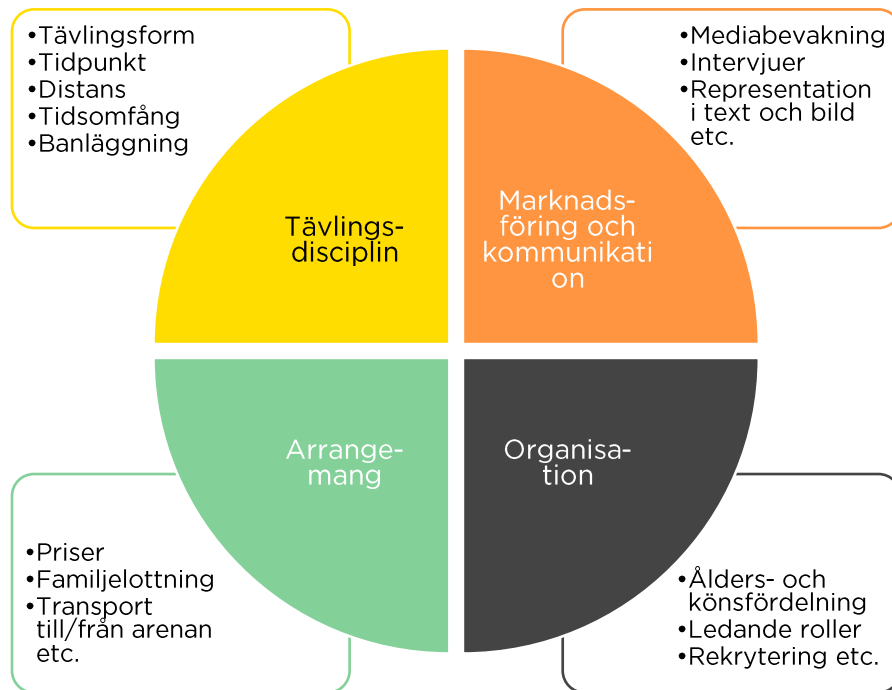 •Tävlingsform
•Tidpunkt
•Distans
•Tidsomfång
•Banläggning
•Mediabevakning
•Intervjuer
•Representation
i text och bild
etc.
Tävlings-
disciplin
Marknads-
föring och
kommunikati
on
Arrange-
mang
Organisa-
tion
•Priser
•Familjelottning
•Transport
till/från arenan
etc.
•Ålders- och
könsfördelning
•Ledande roller
•Rekrytering etc.